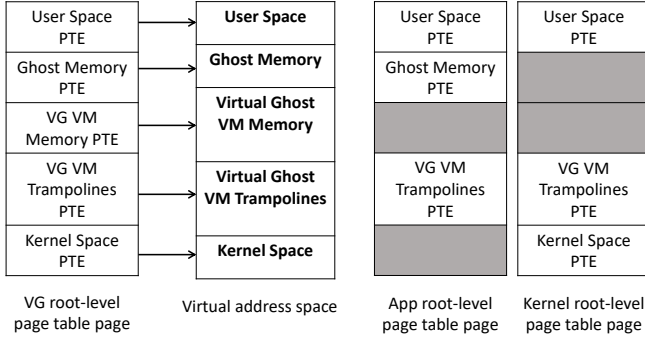 User Space
PTE
Ghost Memory
PTE
VG VM
Memory PTE
VG VM
Trampolines
PTE
Kernel Space
PTE
VG root-level
page table page
User Space
Ghost Memory
Virtual Ghost
VM Memory
Virtual Ghost
VM Trampolines
Kernel Space
Virtual address space
User Space
PTE
Ghost Memory
PTE
VG VM
Trampolines
PTE
App root-level
page table page
User Space
PTE
VG VM
Trampolines
PTE
Kernel Space
PTE
Kernel root-level
page table page